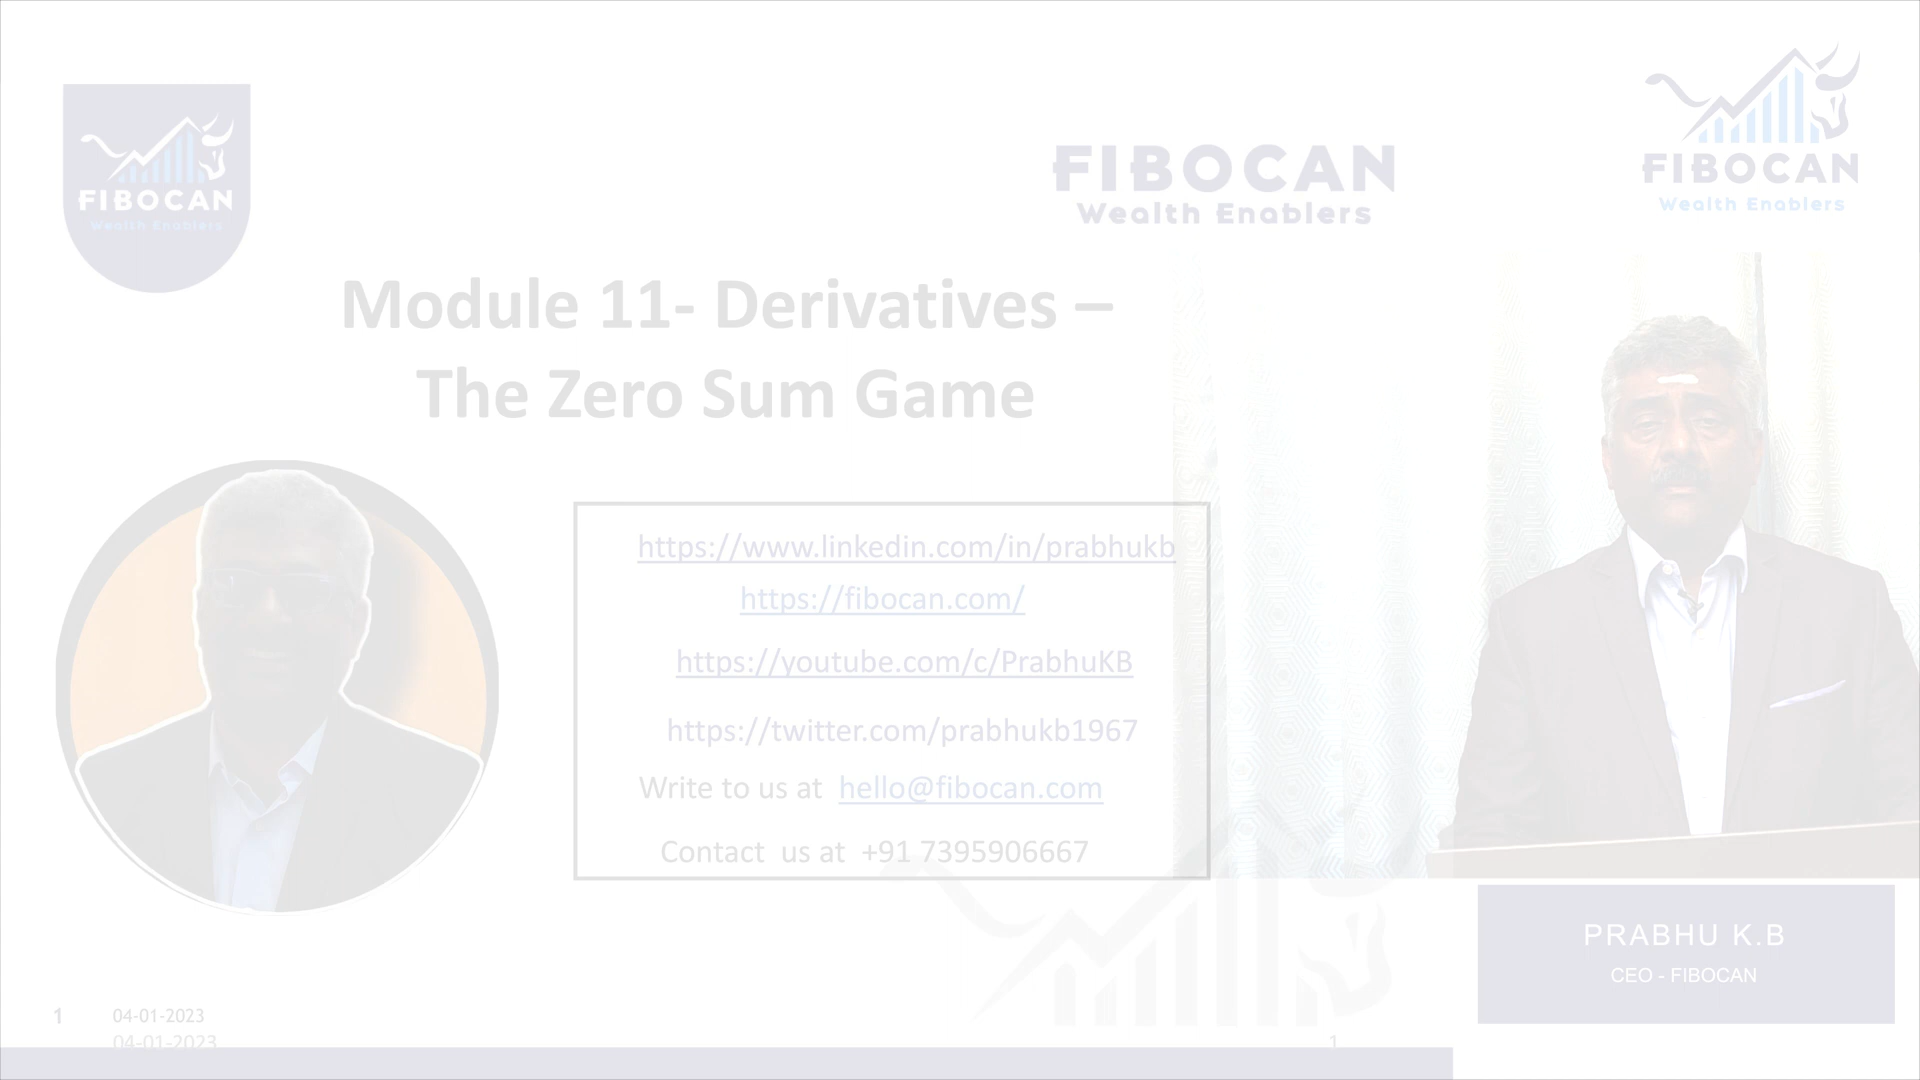 FIBOCAN
Wealth Enablers
FIBOCAN
Wealth Enablers
FIBOCAN
Wealth Enablers
Module 11- Derivatives –
The Zero Sum Game
https://www.linkedin.com/in/prabhukb
https://fibocan.com/
https://youtube.com/c/PrabhuKB
https://twitter.com/prabhukb1967
Write to us at hello@fibocan.com
Contact us at +91 7395906667
PRABHU K.B
CEO - FIBOCAN
1 04-01-2023
04-01-2023 1